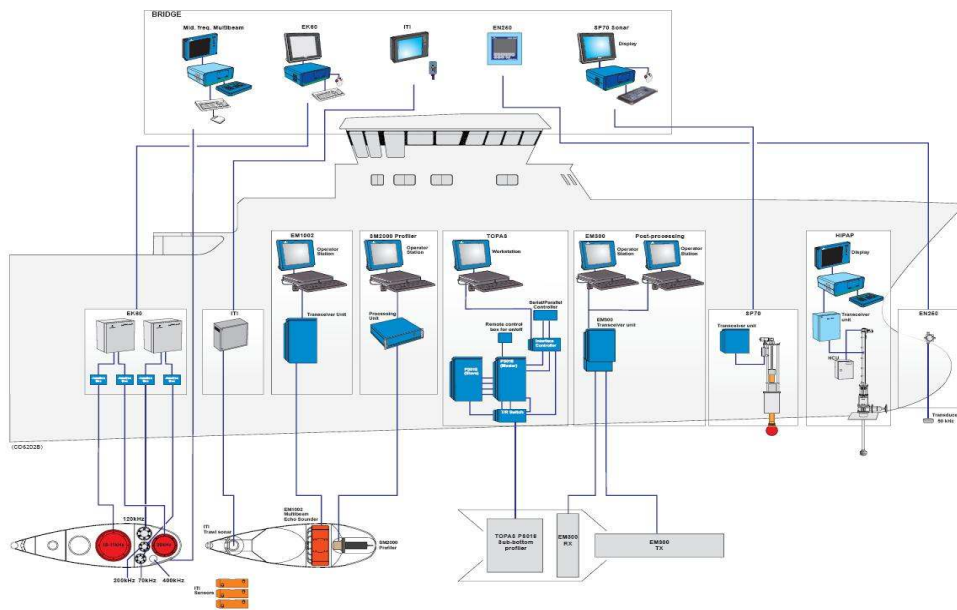 BRIDGE
Mid. freq. Multibeam
EK60
ITI
EN250
SP70 Sonar
Display
EM1002
Operator
Station
Transceiver Unit
SM2000 Profiler
Operator
Station
Processing
Unit
TOPAS
Workstation
Serial/Parallel
Controller
Remote control
box for on/off
Interface
Controller
T/R Switch
EM300
Operator
Station
Post-processing
Operator
Station
EM300
Transceiver unit
HiPAP
Display
Transceiver
unit
HCU
EK60
ITI
SP70
Transceiver unit
EN250
Transducer
50 kHz
(CD6202B)
120kHz
200kHz
70kHz
400kHz
ITI
Trawl sonar
ITI
Sensors
EM1002
Multibeam
Echo Sounder
SM2000
Profiler
TOPAS PS018
Sub-bottom
profiler
EM300
RX
EM300
TX